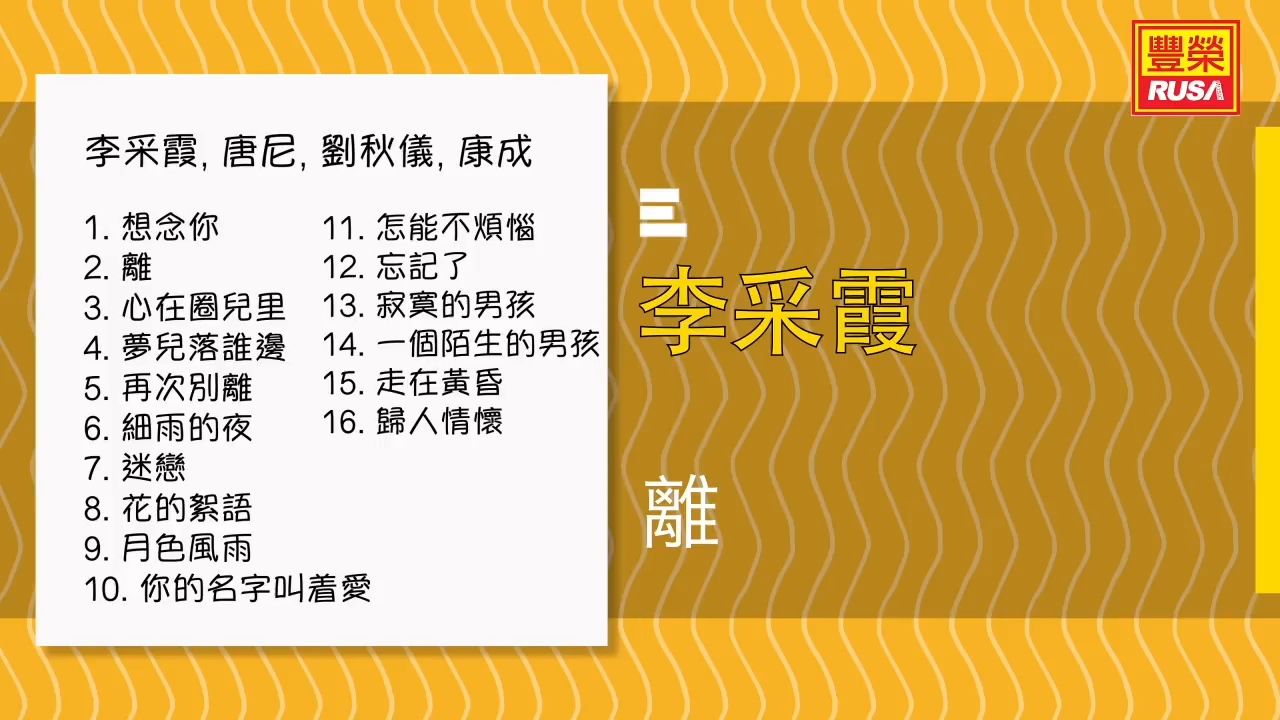 李采霞, 唐尼, 劉秋儀, 康成
1. 想念你
2. 離
3. 心在圈兒里
4. 夢兒落誰邊
5. 再次別離
6. 細雨的夜
7. 迷戀
8. 花的絮語
9. 月色風雨
10. 你的名字叫着愛
11. 怎能不煩惱
12. 忘記了
13. 寂寞的男孩
14. 一個陌生的男孩
15. 走在黃昏
16. 歸人情懷
李采霞
離
豐榮
RUSA